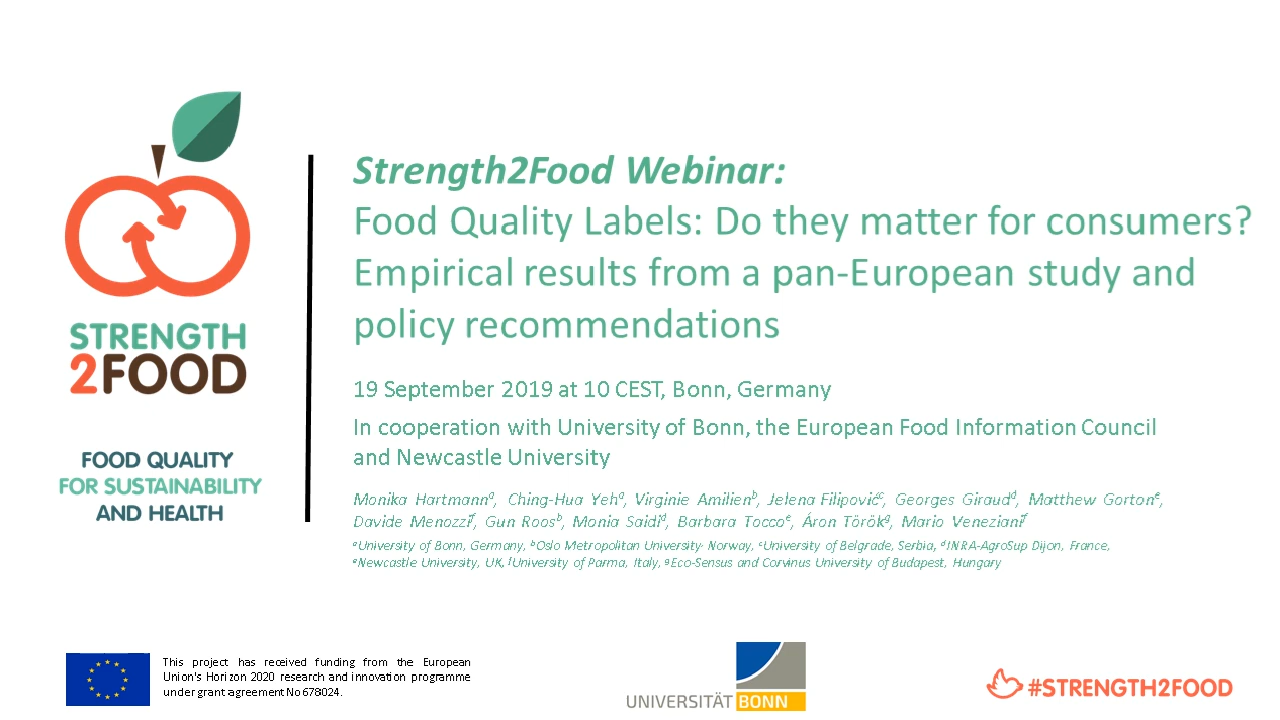 STRENGTH
2FOOD
FOOD QUALITY
FOR SUSTAINABILITY
AND HEALTH
Strength2Food Webinar:
Food Quality Labels: Do they matter for consumers?
Empirical results from a pan-European study and
policy recommendations
19 September 2019 at 10 CEST, Bonn, Germany
In cooperation with University of Bonn, the European Food Information Council
and Newcastle University
Monika Hartmannᵃ, Ching-Hua Yehᵃ, Virginie Amilienᵇ, Jelena Filipovićᶜ, Georges Giraudᵈ, Matthew Gortonᵉ,
Davide Menozziᶠ, Gun Roosᵇ, Monia Saidiᵈ, Barbara Toccoᵉ, Áron Törökᵍ, Mario Venezianiᶠ
ᵃUniversity of Bonn, Germany, ᵇOslo Metropolitan University, Norway, ᶜUniversity of Belgrade, Serbia, ᵈINRA-AgroSup Dijon, France,
ᵉNewcastle University, UK, ᶠUniversity of Parma, Italy, ᵍEco-Sensus and Corvinus University of Budapest, Hungary
This project has received funding from the European
Union's Horizon 2020 research and innovation programme
under grant agreement No 678024.
UNIVERSITÄT BONN
#STRENGTH2FOOD